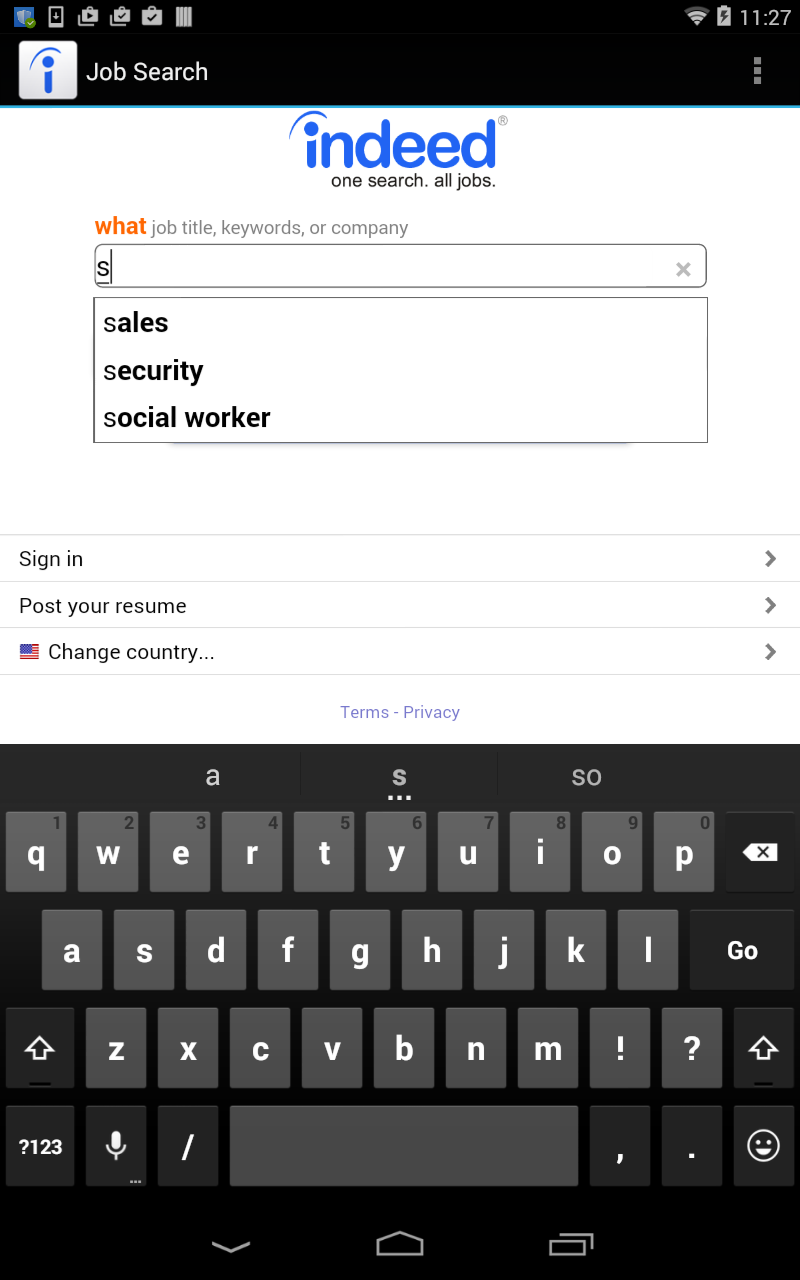 11:27
Job Search
indeed®
one search. all jobs.
what job title, keywords, or company
s
sales
security
social worker
Sign in
Post your resume
Change country...
Terms - Privacy
a s so
...
1 2 3 4 5 6 7 8 9 0
q w e r t y u i o p
a s d f g h j k l Go
z x c v b n m ! ?
?123 / , .
...